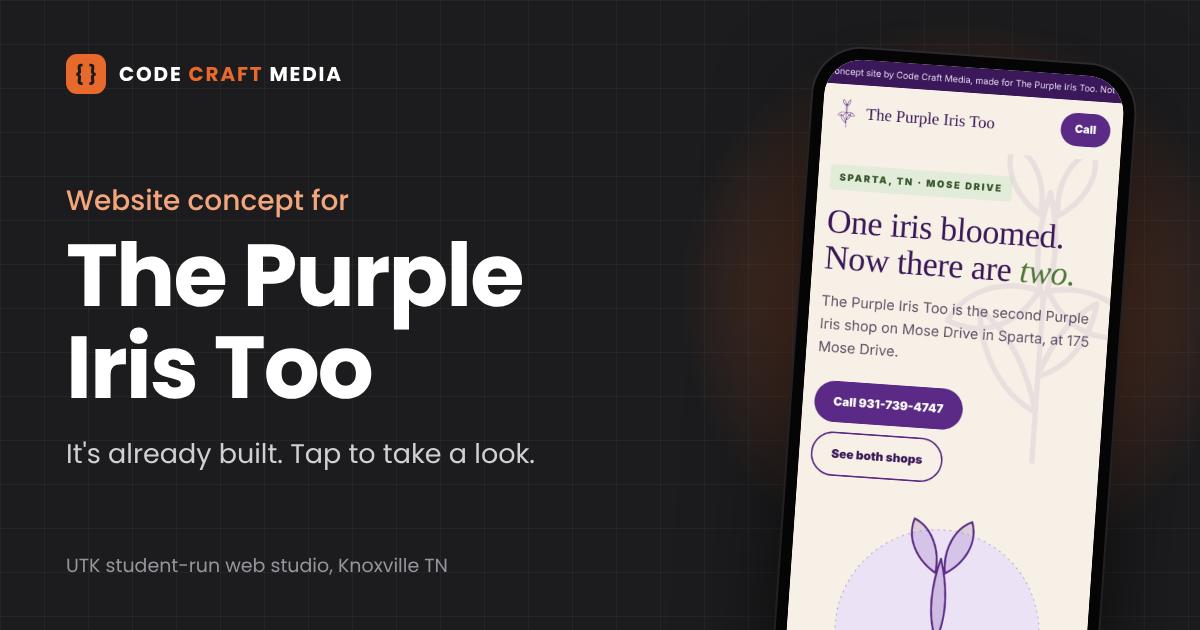 { } CODE CRAFT MEDIA
Website concept for
The Purple
Iris Too
It's already built. Tap to take a look.
UTK student-run web studio, Knoxville TN
concept site by Code Craft Media, made for The Purple Iris Too. Not
The Purple Iris Too
Call
SPARTA, TN · MOSE DRIVE
One iris bloomed.
Now there are two.
The Purple Iris Too is the second Purple
Iris shop on Mose Drive in Sparta, at 175
Mose Drive.
Call 931-739-4747
See both shops